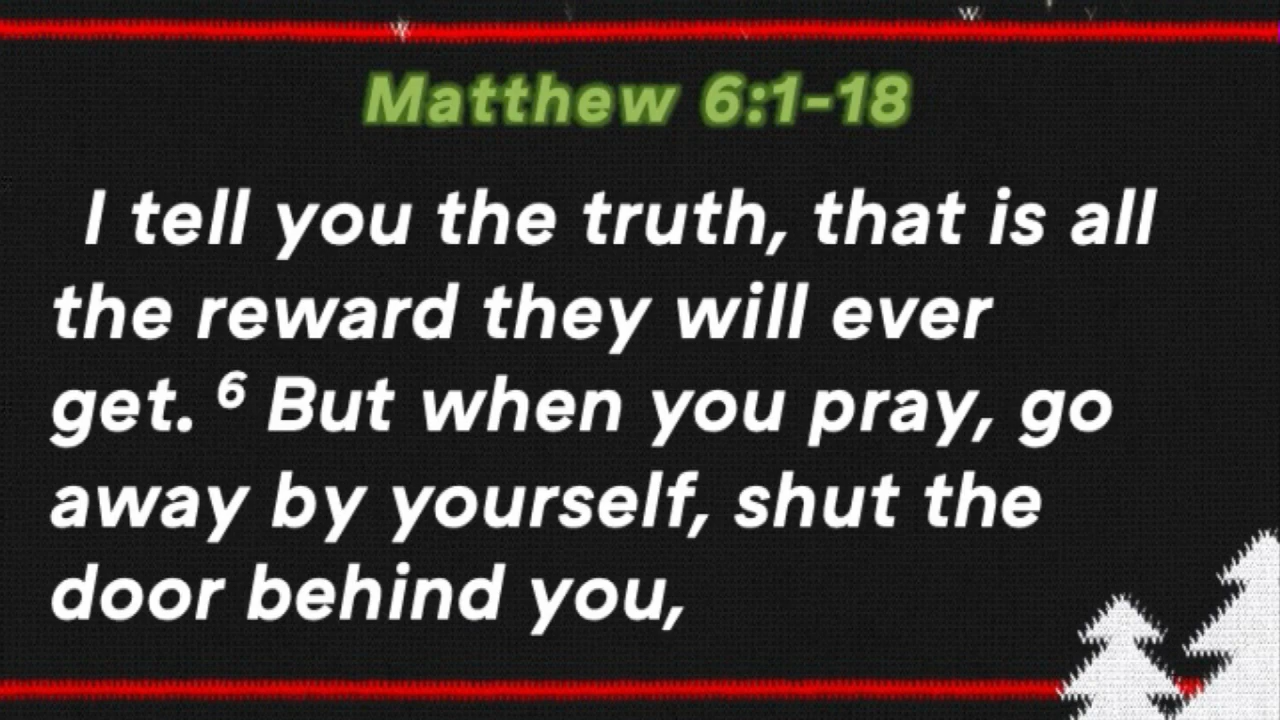 Matthew 6:1-18
I tell you the truth, that is all
the reward they will ever
get. ⁶ But when you pray, go
away by yourself, shut the
door behind you,